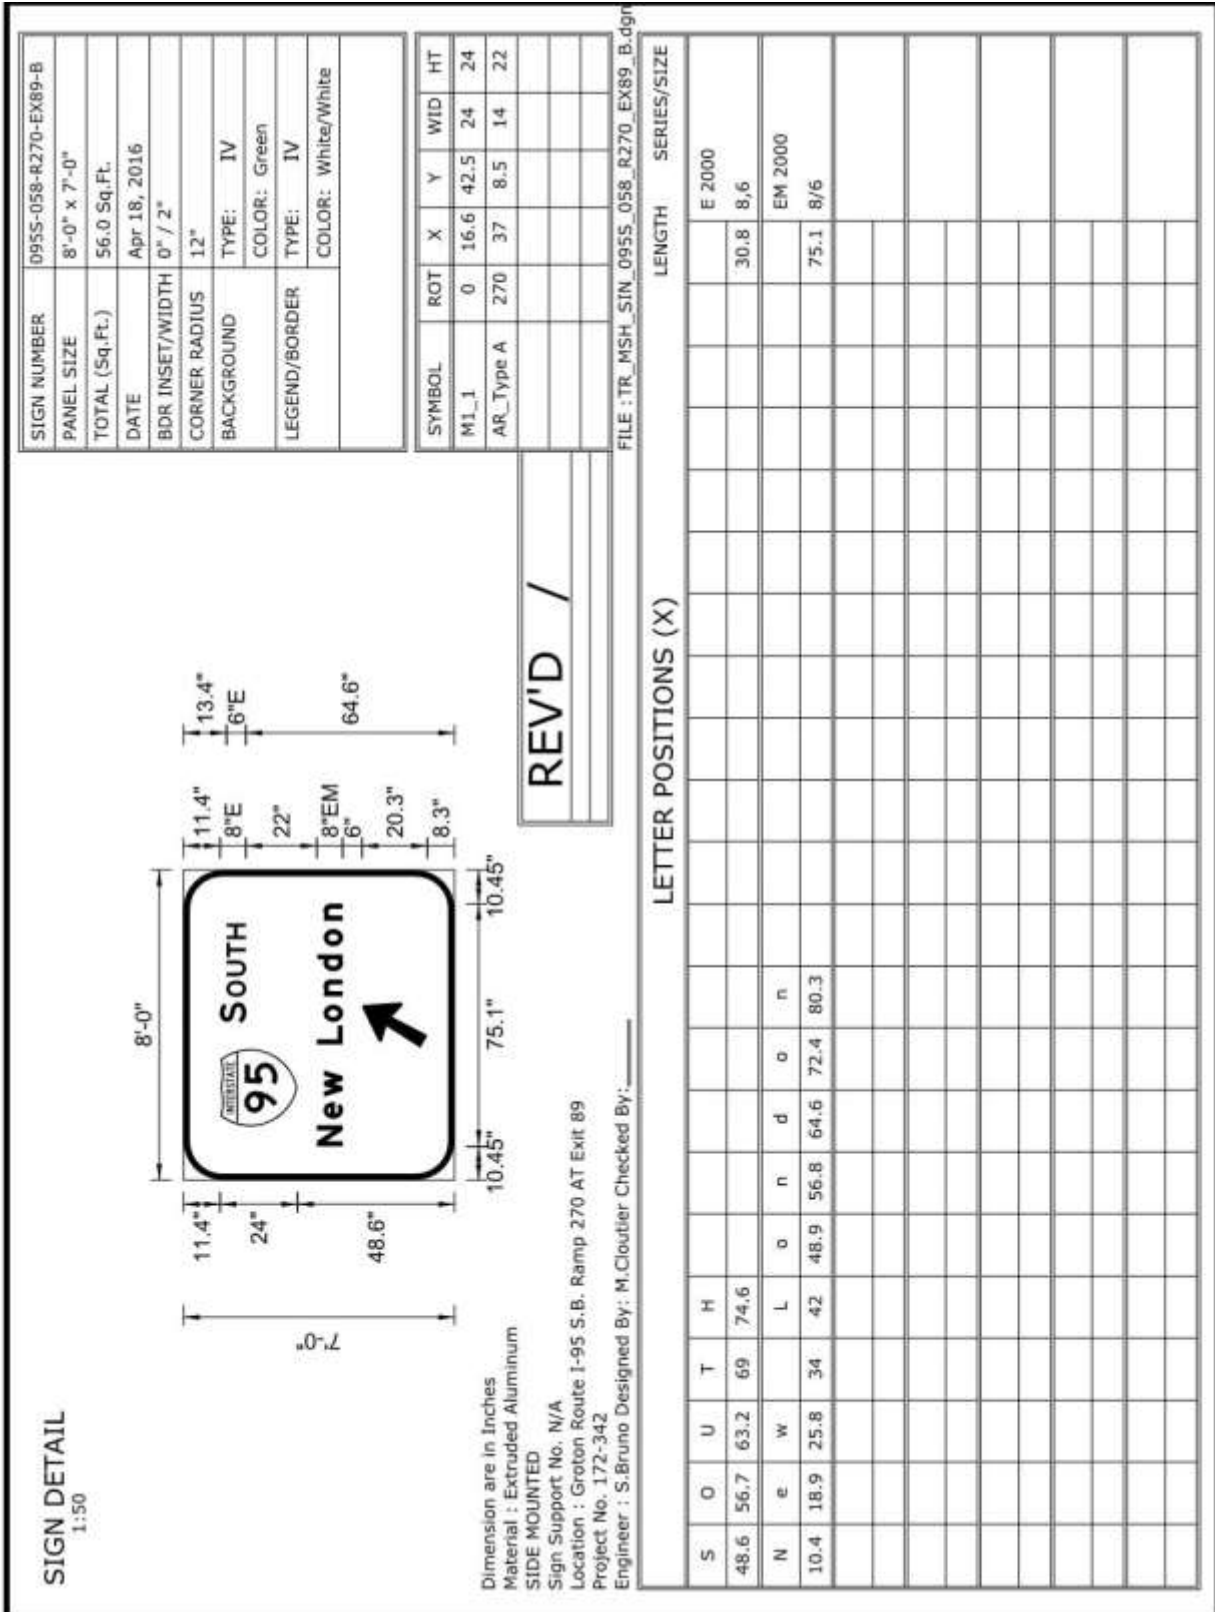 SIGN DETAIL
1:50
8'-0"
7'-0"
11.4"
24"
48.6"
INTERSTATE
95
SOUTH
New London
11.4"
8"E
22"
8"EM
6"
20.3"
8.3"
13.4"
6"E
64.6"
10.45" 75.1" 10.45"
SIGN NUMBER 095S-058-R270-EX89-B
PANEL SIZE 8'-0" x 7'-0"
TOTAL (Sq.Ft.) 56.0 Sq.Ft.
DATE Apr 18, 2016
BDR INSET/WIDTH 0" / 2"
CORNER RADIUS 12"
BACKGROUND TYPE: IV
COLOR: Green
LEGEND/BORDER TYPE: IV
COLOR: White/White
SYMBOL ROT X Y WID HT
M1_1 0 16.6 42.5 24 24
AR_Type A 270 37 8.5 14 22
REV'D /
Dimension are in Inches
Material : Extruded Aluminum
SIDE MOUNTED
Sign Support No. N/A
Location : Groton Route I-95 S.B. Ramp 270 AT Exit 89
Project No. 172-342
Engineer : S.Bruno Designed By: M.Cloutier Checked By:
FILE : TR_MSH_SIN_095S_058_R270_EX89_B.dgn
LETTER POSITIONS (X) LENGTH SERIES/SIZE
S O U T H E 2000
48.6 56.7 63.2 69 74.6 30.8 8,6
N e w L o n d o n EM 2000
10.4 18.9 25.8 34 42 48.9 56.8 64.6 72.4 80.3 75.1 8/6